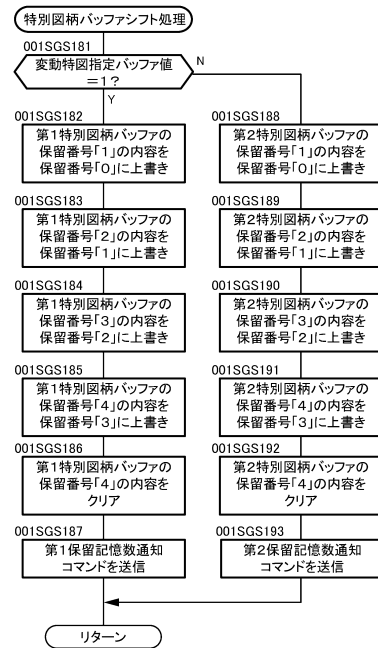 特別図柄バッファシフト処理
001SGS181
変動特図指定バッファ値
=1?
N
Y
001SGS182
第1特別図柄バッファの
保留番号「1」の内容を
保留番号「0」に上書き
001SGS183
第1特別図柄バッファの
保留番号「2」の内容を
保留番号「1」に上書き
001SGS184
第1特別図柄バッファの
保留番号「3」の内容を
保留番号「2」に上書き
001SGS185
第1特別図柄バッファの
保留番号「4」の内容を
保留番号「3」に上書き
001SGS186
第1特別図柄バッファの
保留番号「4」の内容を
クリア
001SGS187
第1保留記憶数通知
コマンドを送信
001SGS188
第2特別図柄バッファの
保留番号「1」の内容を
保留番号「0」に上書き
001SGS189
第2特別図柄バッファの
保留番号「2」の内容を
保留番号「1」に上書き
001SGS190
第2特別図柄バッファの
保留番号「3」の内容を
保留番号「2」に上書き
001SGS191
第2特別図柄バッファの
保留番号「4」の内容を
保留番号「3」に上書き
001SGS192
第2特別図柄バッファの
保留番号「4」の内容を
クリア
001SGS193
第2保留記憶数通知
コマンドを送信
リターン